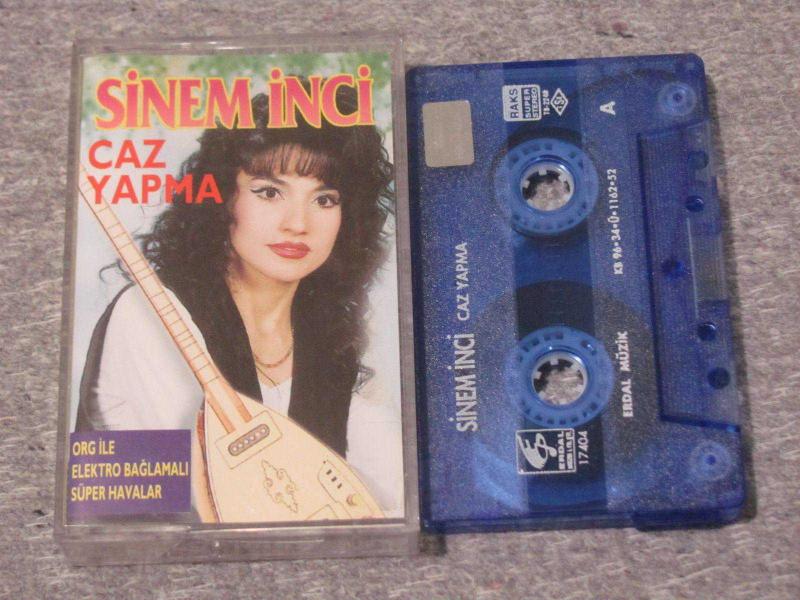 SİNEM İNCİ
CAZ
YAPMA
ORG İLE
ELEKTRO BAĞLAMALI
SÜPER HAVALAR
RAKS
SUPER
STEREO
A
KB 96·34·Ü·1162·52
SİNEM İNCİ CAZ YAPMA
ERDAL MÜZİK
ERDAL
17404